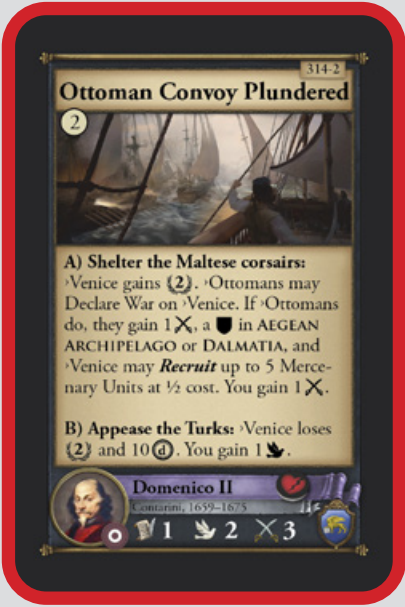 314-2
Ottoman Convoy Plundered
2
A) Shelter the Maltese corsairs:
›Venice gains (2). ›Ottomans may
Declare War on ›Venice. If ›Ottomans
do, they gain 1, a in AEGEAN
ARCHIPELAGO or DALMATIA, and
›Venice may Recruit up to 5 Merce-
nary Units at ½ cost. You gain 1.
B) Appease the Turks: ›Venice loses
(2) and 10 d. You gain 1.
Domenico II
Contarini, 1659–1675
1 2 3